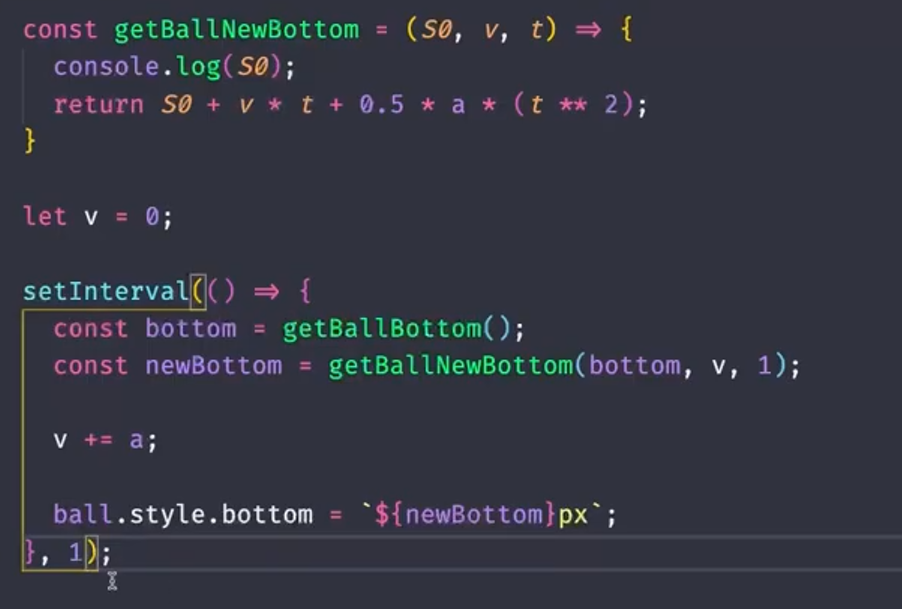 const getBallNewBottom = (S0, v, t) => {
  console.log(S0);
  return S0 + v * t + 0.5 * a * (t ** 2);
}

let v = 0;

setInterval(() => {
  const bottom = getBallBottom();
  const newBottom = getBallNewBottom(bottom, v, 1);

  v += a;

  ball.style.bottom = `${newBottom}px`;
}, 1);